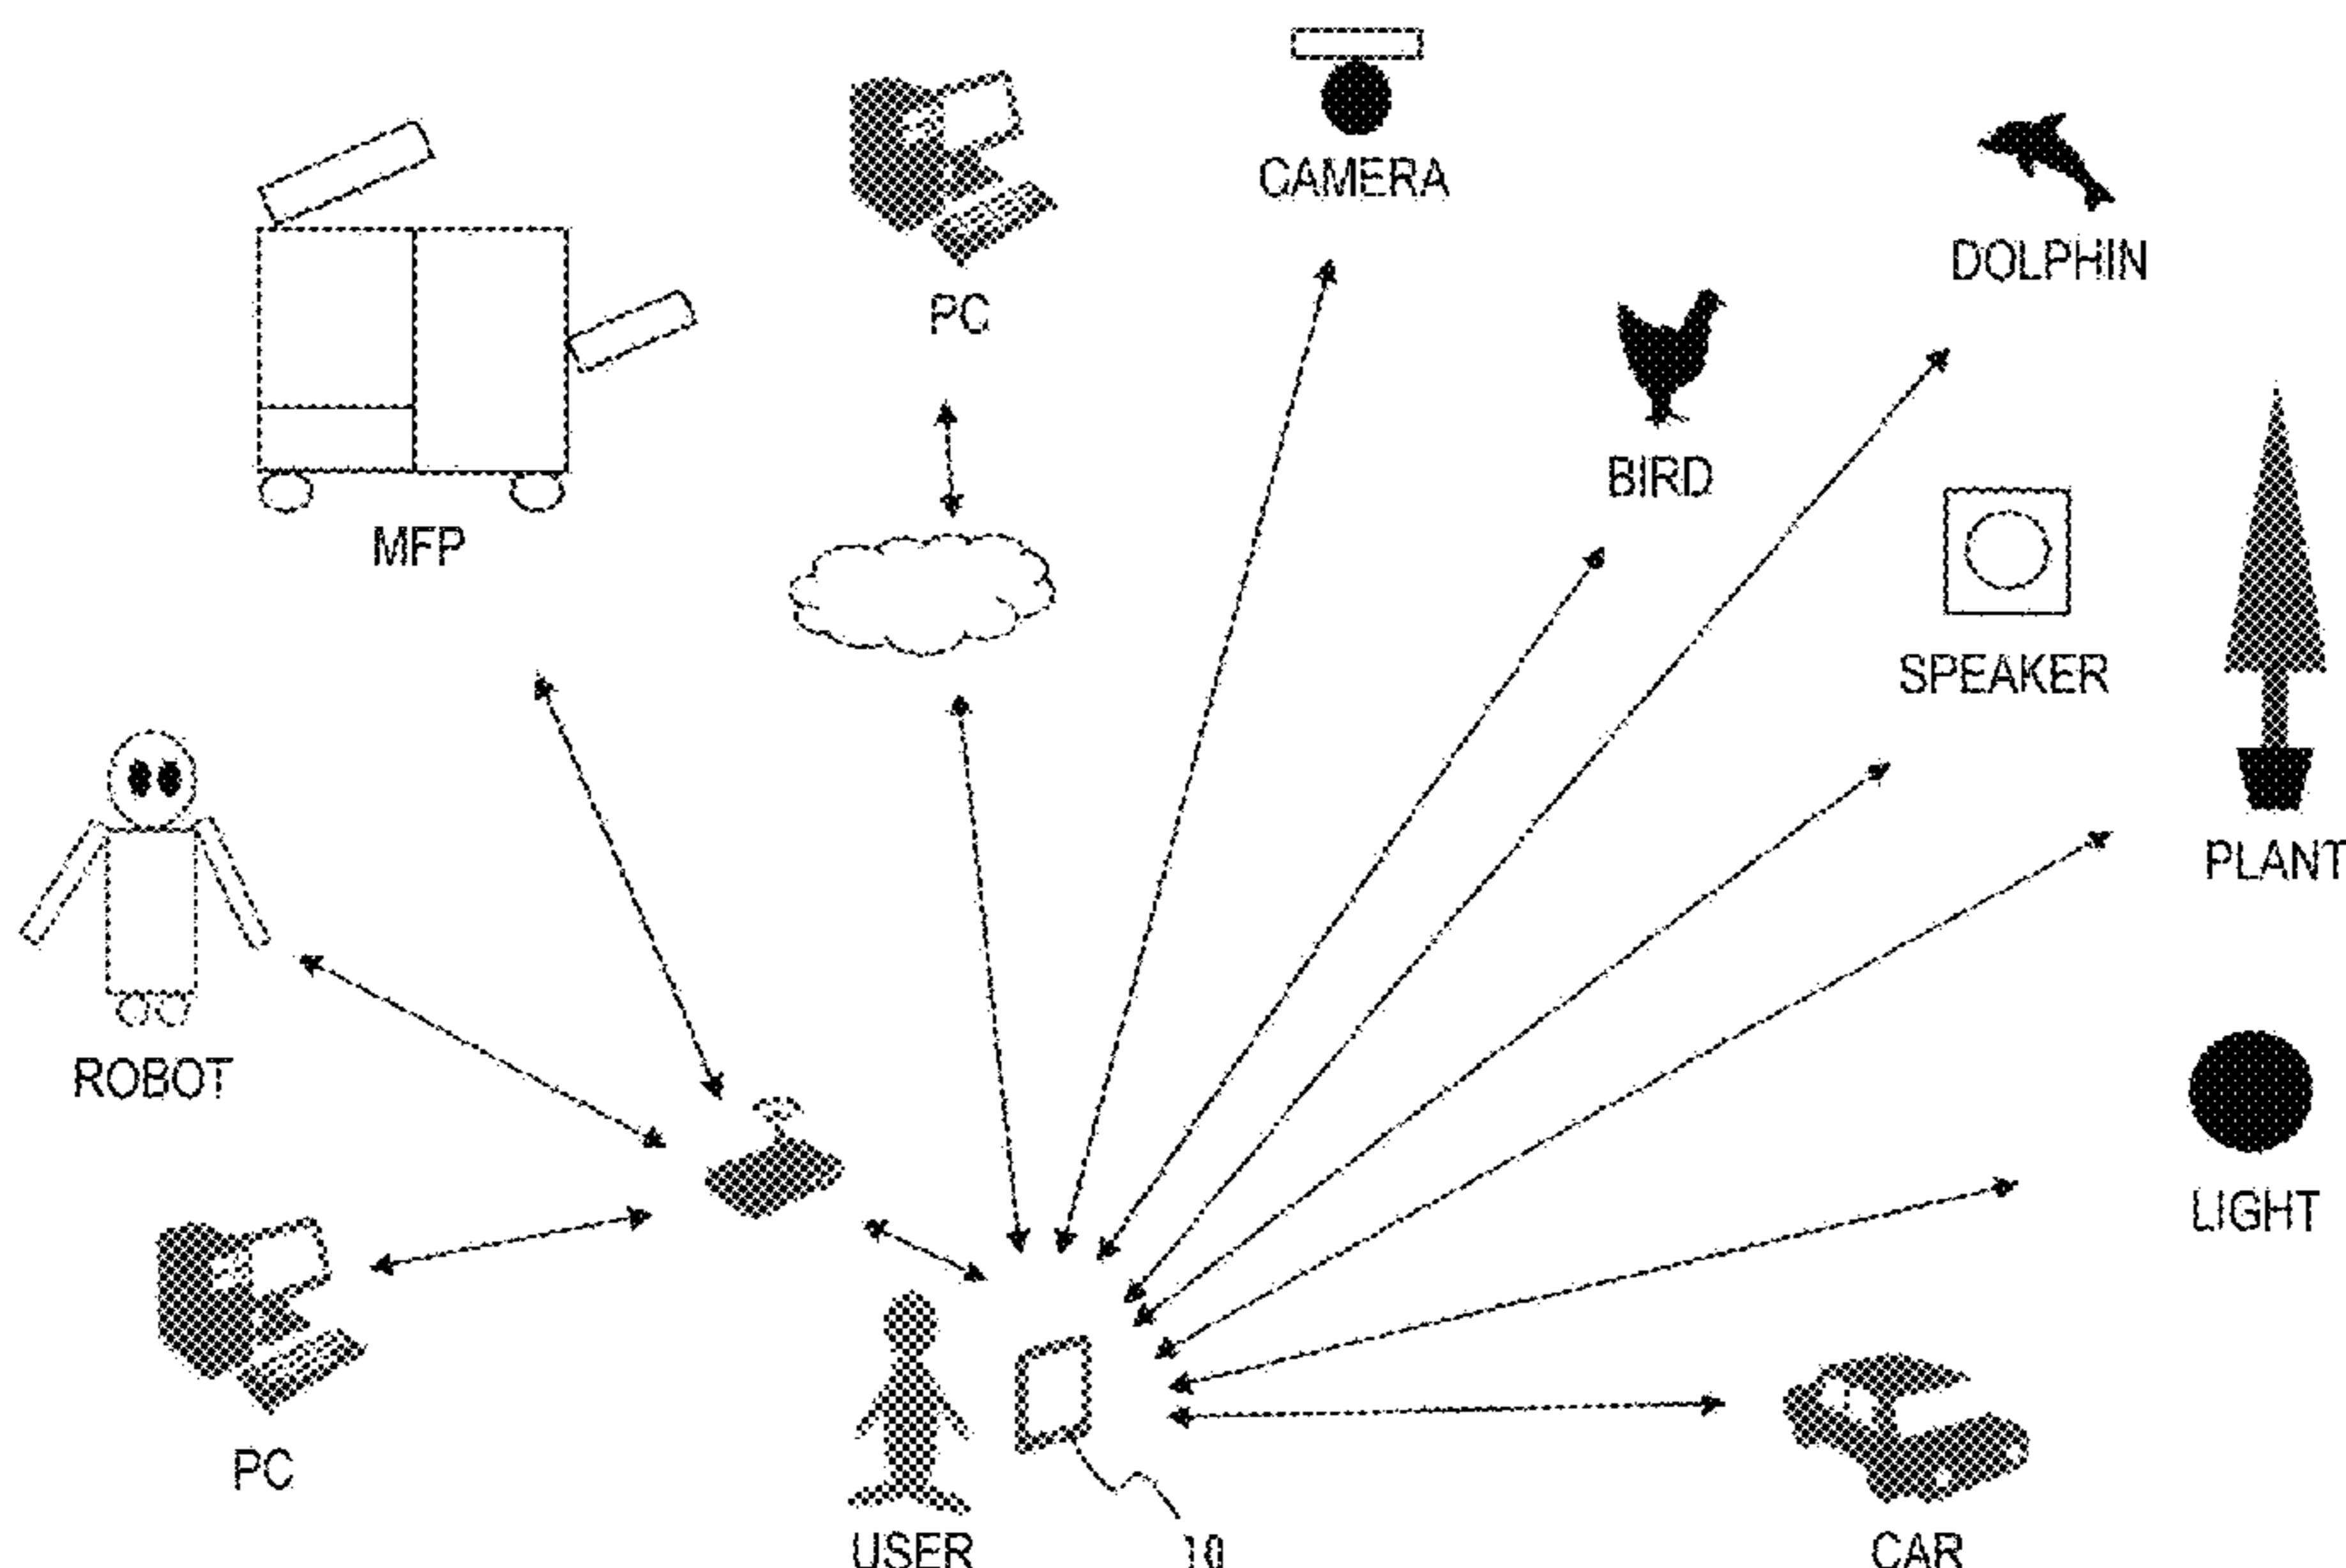 CAMERA
DOLPHIN
PC
BIRD
MFP
SPEAKER
PLANT
ROBOT
LIGHT
PC
USER
10
CAR